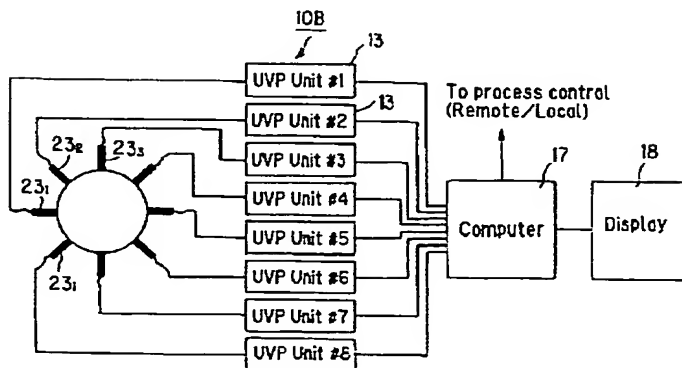 10B
13
UVP Unit #1
13
UVP Unit #2
UVP Unit #3
UVP Unit #4
UVP Unit #5
UVP Unit #6
UVP Unit #7
UVP Unit #8
23₂
23₃
23₁
23₁
To process control
(Remote/Local)
17
Computer
18
Display